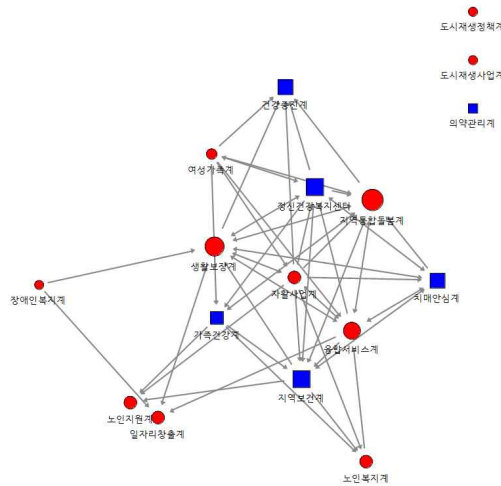 도시재생정책계
도시재생사업계
건강증진계
의약관리계
여성가족계
정신건강복지센터
지역통합돌봄계
생활보장계
자활사업계
치매안심계
장애인복지계
가족건강계
융합서비스계
지역보건계
노인지원계
일자리창출계
노인복지계